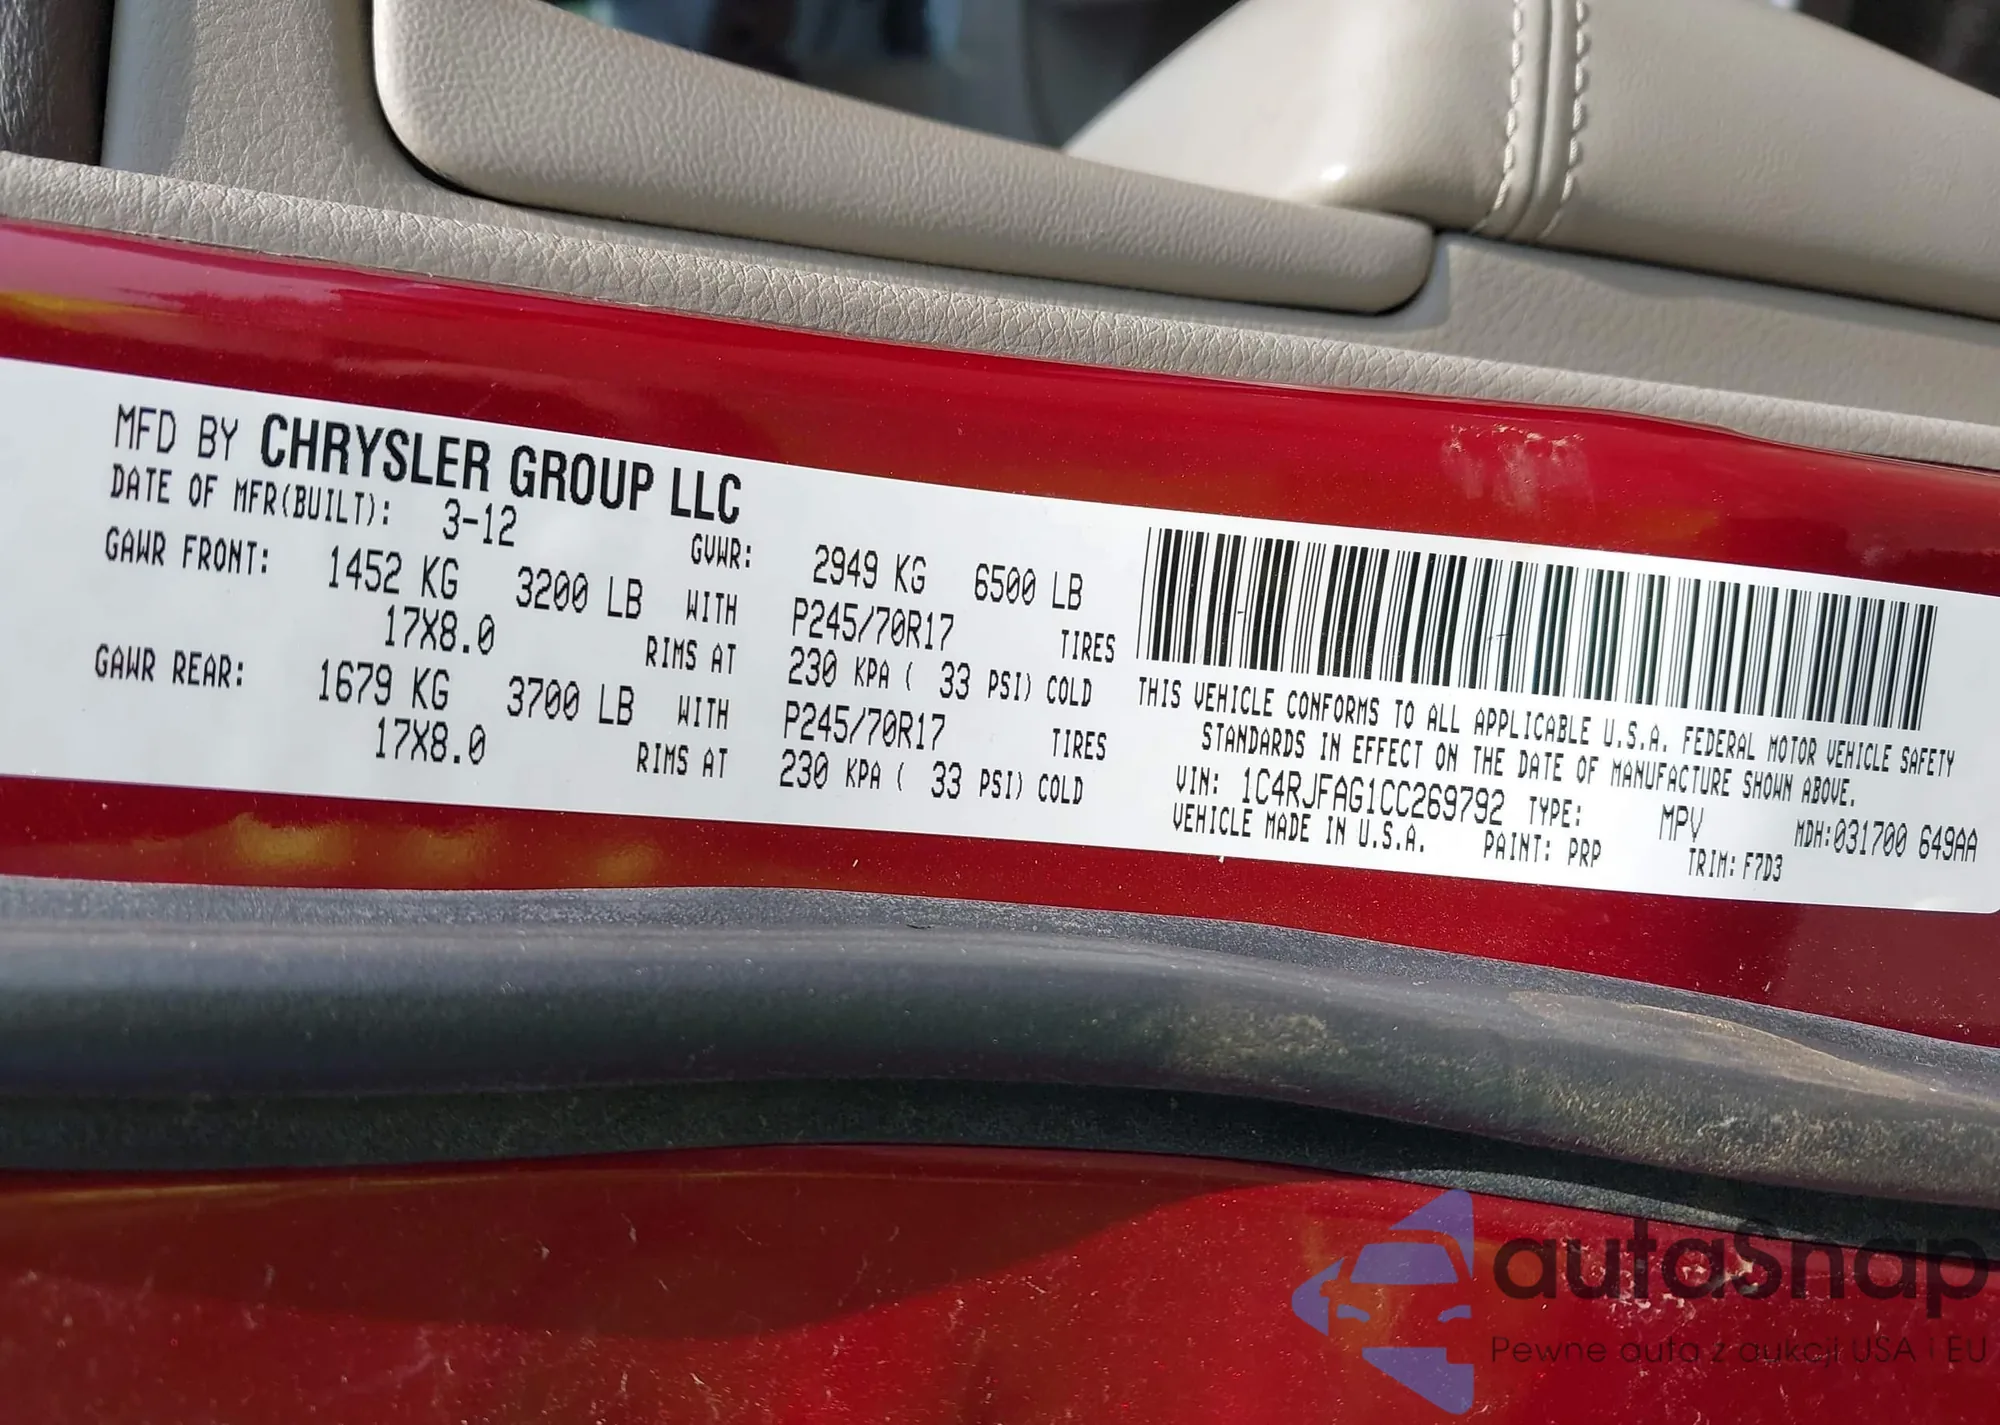 MFD BY CHRYSLER GROUP LLC
DATE OF MFR(BUILT): 3-12 GVWR: 2949 KG 6500 LB
GAWR FRONT: 1452 KG 3200 LB WITH P245/70R17 TIRES
17X8.0 RIMS AT 230 KPA ( 33 PSI) COLD
GAWR REAR: 1679 KG 3700 LB WITH P245/70R17 TIRES
17X8.0 RIMS AT 230 KPA ( 33 PSI) COLD
THIS VEHICLE CONFORMS TO ALL APPLICABLE U.S.A. FEDERAL MOTOR VEHICLE SAFETY
STANDARDS IN EFFECT ON THE DATE OF MANUFACTURE SHOWN ABOVE.
VIN: 1C4RJFAG1CC269792 TYPE: MPV MDH:031700 649AA
VEHICLE MADE IN U.S.A. PAINT: PRP TRIM: F7D3
autaSnap
Pewne auta z aukcji USA i EU